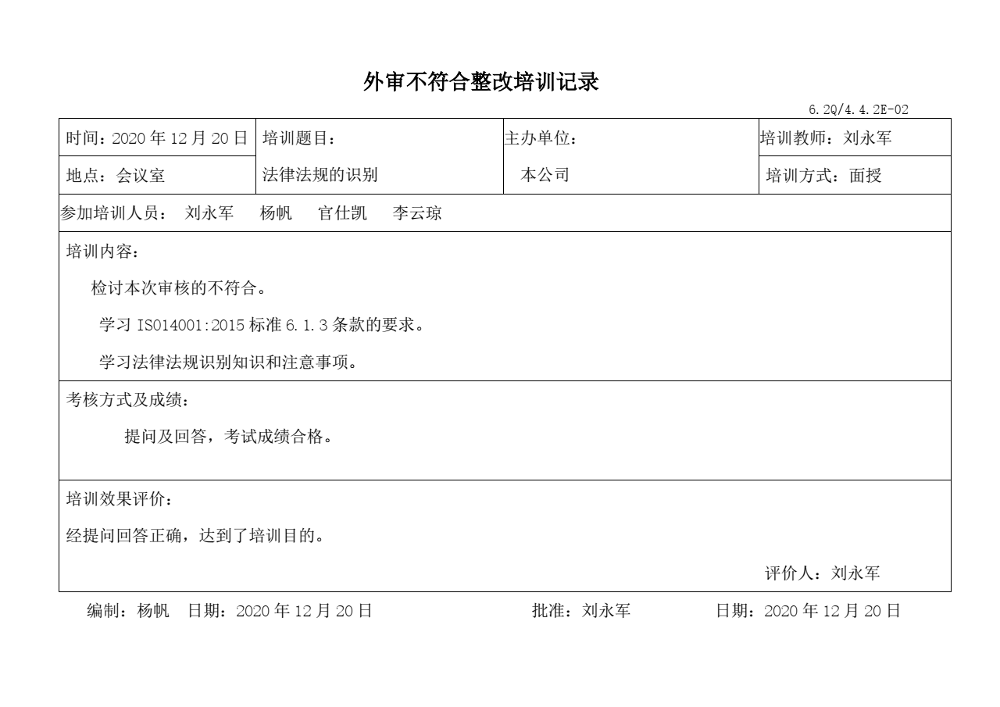 外审不符合整改培训记录
6.2Q/4.4.2E-02
时间：2020 年 12 月 20 日
培训题目：
主办单位：
培训教师：刘永军
地点：会议室
法律法规的识别
本公司
培训方式：面授
参加培训人员： 刘永军 杨帆 官仕凯 李云琼
培训内容：
检讨本次审核的不符合。
学习 ISO14001:2015 标准 6.1.3 条款的要求。
学习法律法规识别知识和注意事项。
考核方式及成绩：
提问及回答，考试成绩合格。
培训效果评价：
经提问回答正确，达到了培训目的。
评价人：刘永军
编制：杨帆 日期：2020 年 12 月 20 日 批准：刘永军 日期：2020 年 12 月 20 日